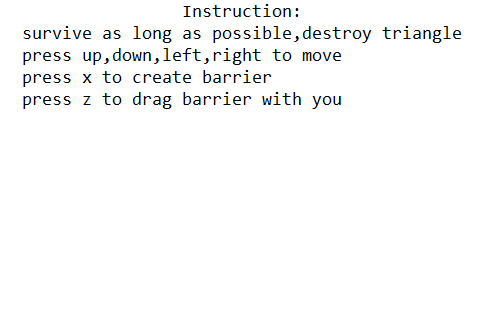 Instruction:
survive as long as possible,destroy triangle
press up,down,left,right to move
press x to create barrier
press z to drag barrier with you